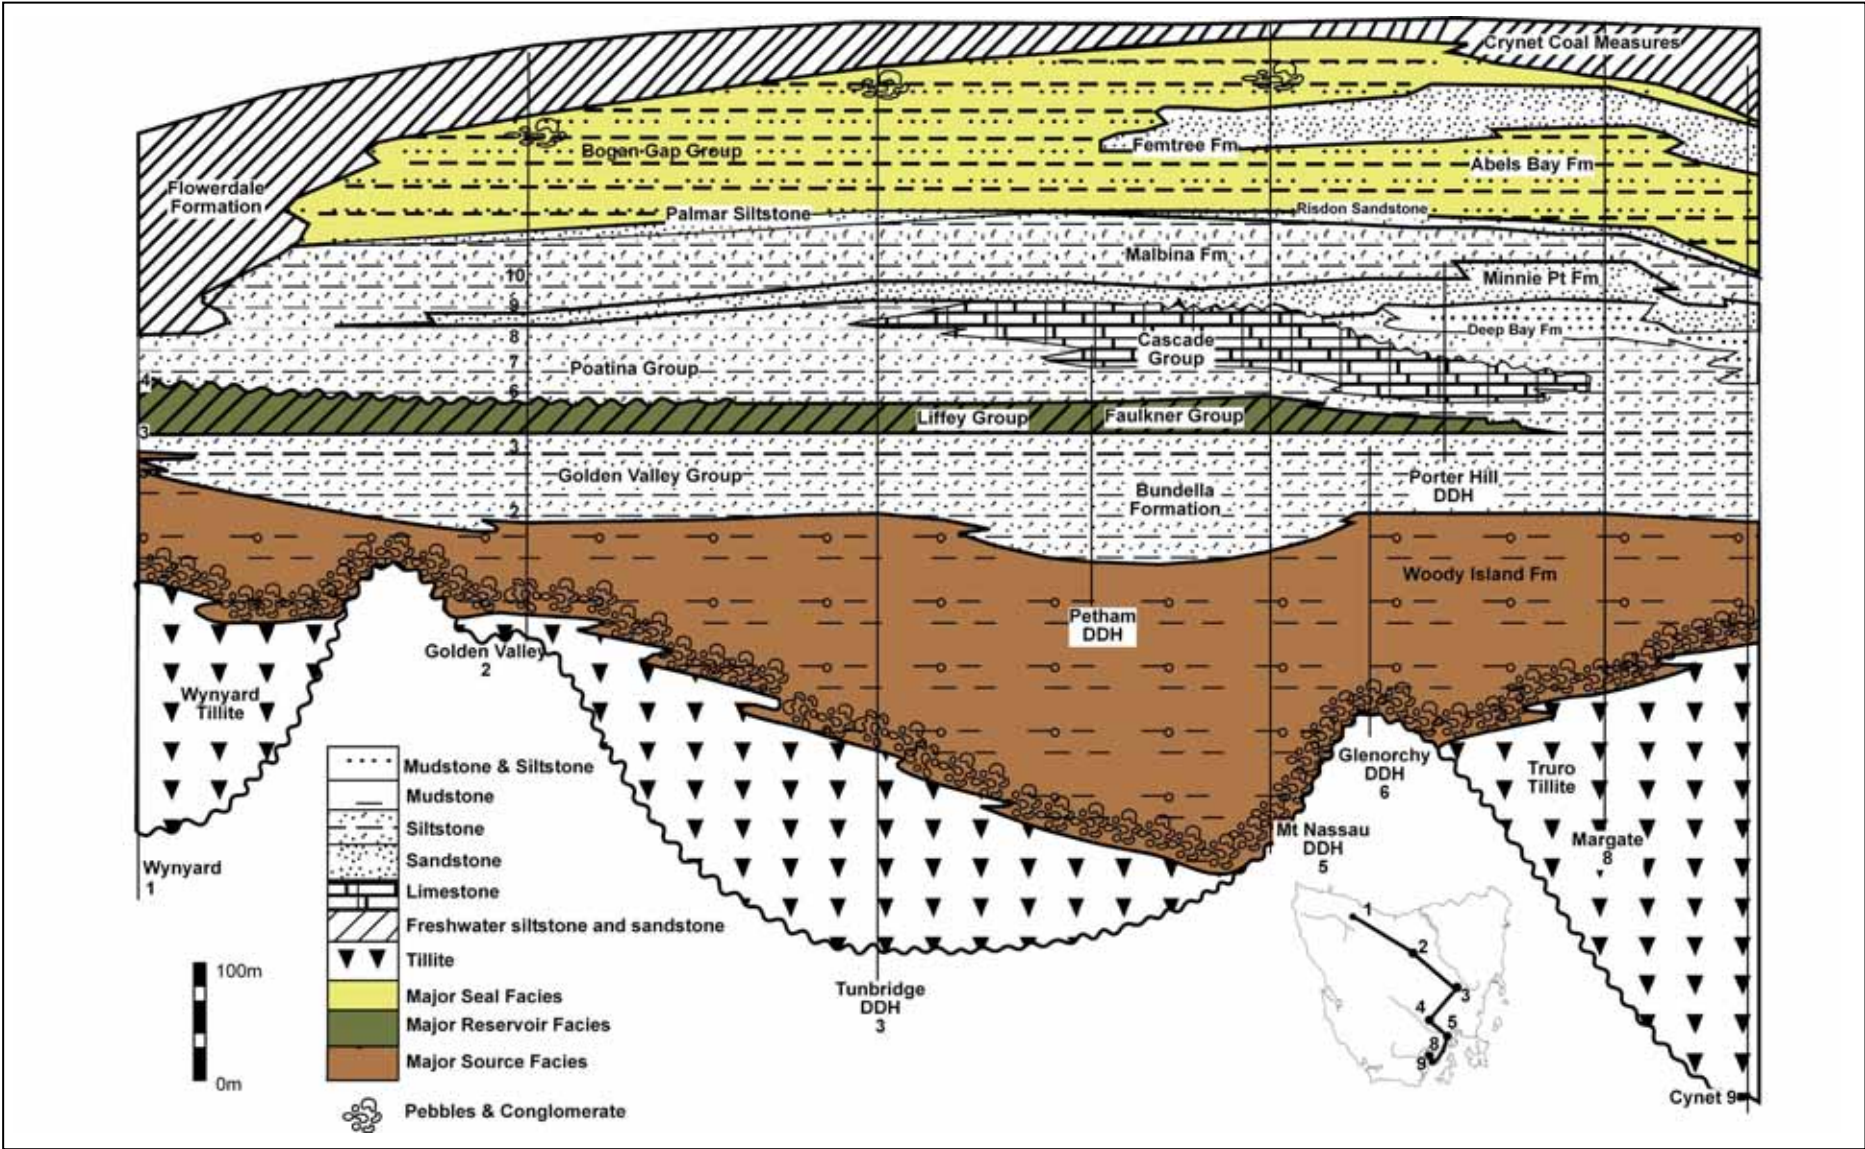 Crynet Coal Measures
Femtree Fm
Bogan-Gap Group
Abels Bay Fm
Flowerdale
Formation
Palmar Siltstone
Risdon Sandstone
Malbina Fm
10
Minnie Pt Fm
9
8
Deep Bay Fm
Cascade
Group
7
Poatina Group
4
6
Liffey Group
Faulkner Group
3
3
Golden Valley Group
Porter Hill
DDH
Bundella
Formation
2
Woody Island Fm
Petham
DDH
Golden Valley
2
Wynyard
Tillite
Glenorchy
DDH
6
Truro
Tillite
Mt Nassau
DDH
5
Margate
8
Wynyard
1
Mudstone & Siltstone
Mudstone
Siltstone
Sandstone
Limestone
Freshwater siltstone and sandstone
Tillite
Major Seal Facies
Major Reservoir Facies
Major Source Facies
Pebbles & Conglomerate
100m
0m
Tunbridge
DDH
3
1
2
3
4
5
8
9
Cynet 9